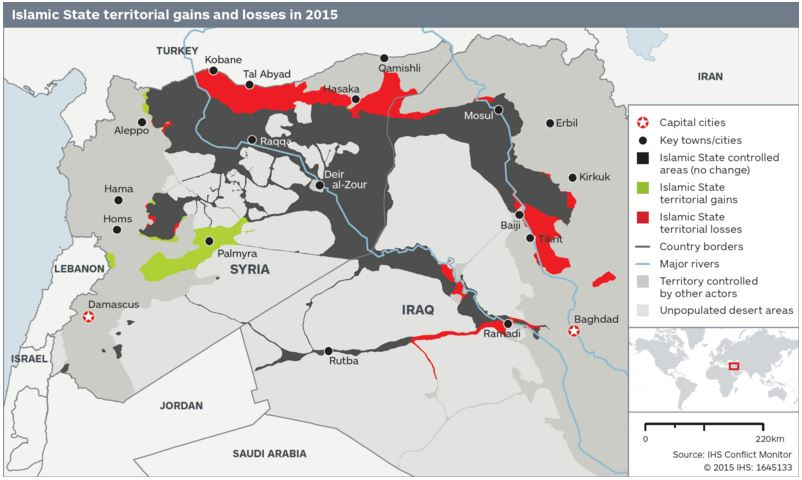 Islamic State territorial gains and losses in 2015
TURKEY
Kobane
Tal Abyad
Qamishli
Hasaka
IRAN
Aleppo
Mosul
Erbil
Raqqa
Deir
al-Zour
Kirkuk
Hama
Homs
Baiji
Tikrit
Palmyra
SYRIA
LEBANON
Damascus
IRAQ
Baghdad
Ramadi
ISRAEL
Rutba
JORDAN
SAUDI ARABIA
Capital cities
Key towns/cities
Islamic State controlled
areas (no change)
Islamic State
territorial gains
Islamic State
territorial losses
Country borders
Major rivers
Territory controlled
by other actors
Unpopulated desert areas
0
220km
Source: IHS Conflict Monitor
© 2015 IHS: 1645133